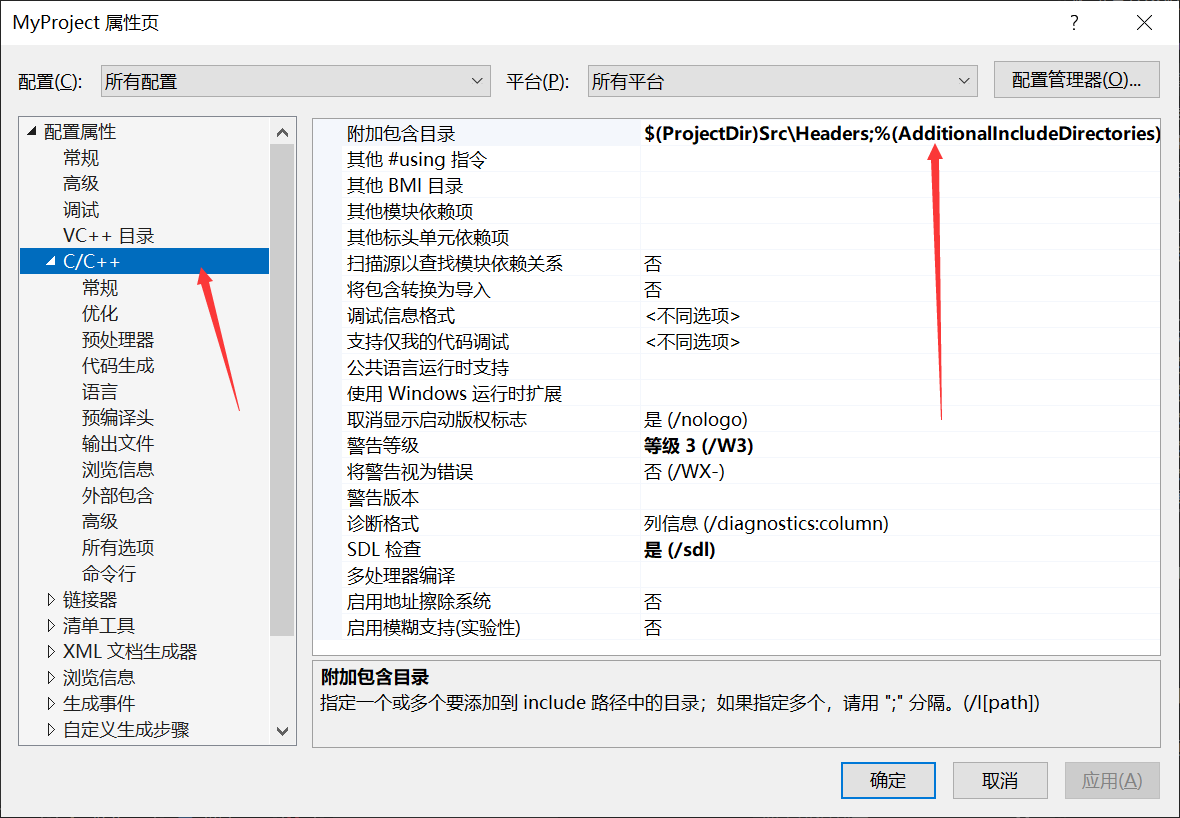 MyProject 属性页
配置(C): 所有配置 平台(P): 所有平台 配置管理器(O)...
配置属性
常规
高级
调试
VC++ 目录
C/C++
常规
优化
预处理器
代码生成
语言
预编译头
输出文件
浏览信息
外部包含
高级
所有选项
命令行
链接器
清单工具
XML 文档生成器
浏览信息
生成事件
自定义生成步骤
附加包含目录 $(ProjectDir)Src\Headers;%(AdditionalIncludeDirectories)
其他 #using 指令
其他 BMI 目录
其他模块依赖项
其他标头单元依赖项
扫描源以查找模块依赖关系 否
将包含转换为导入 否
调试信息格式 <不同选项>
支持仅我的代码调试 <不同选项>
公共语言运行时支持
使用 Windows 运行时扩展
取消显示启动版权标志 是 (/nologo)
警告等级 等级 3 (/W3)
将警告视为错误 否 (/WX-)
警告版本
诊断格式 列信息 (/diagnostics:column)
SDL 检查 是 (/sdl)
多处理器编译
启用地址擦除系统 否
启用模糊支持(实验性) 否
附加包含目录
指定一个或多个要添加到 include 路径中的目录；如果指定多个，请用 ";" 分隔。(/I[path])
确定 取消 应用(A)